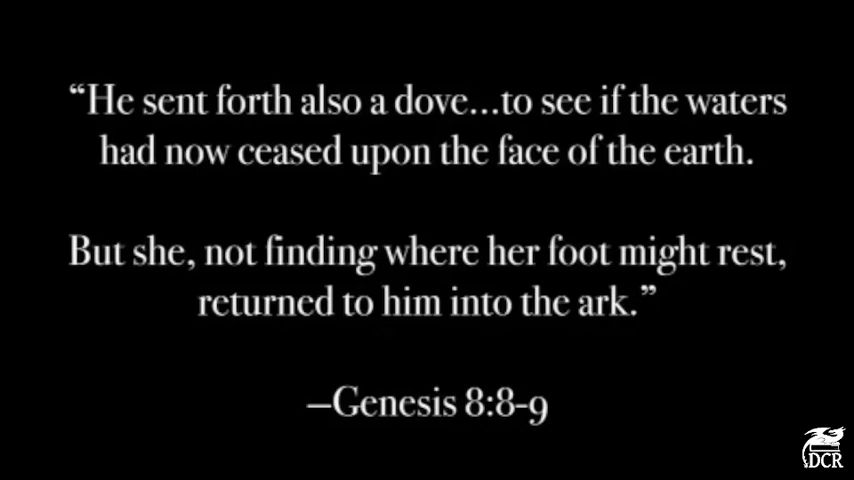 “He sent forth also a dove...to see if the waters
had now ceased upon the face of the earth.
But she, not finding where her foot might rest,
returned to him into the ark.”
–Genesis 8:8-9
DCR